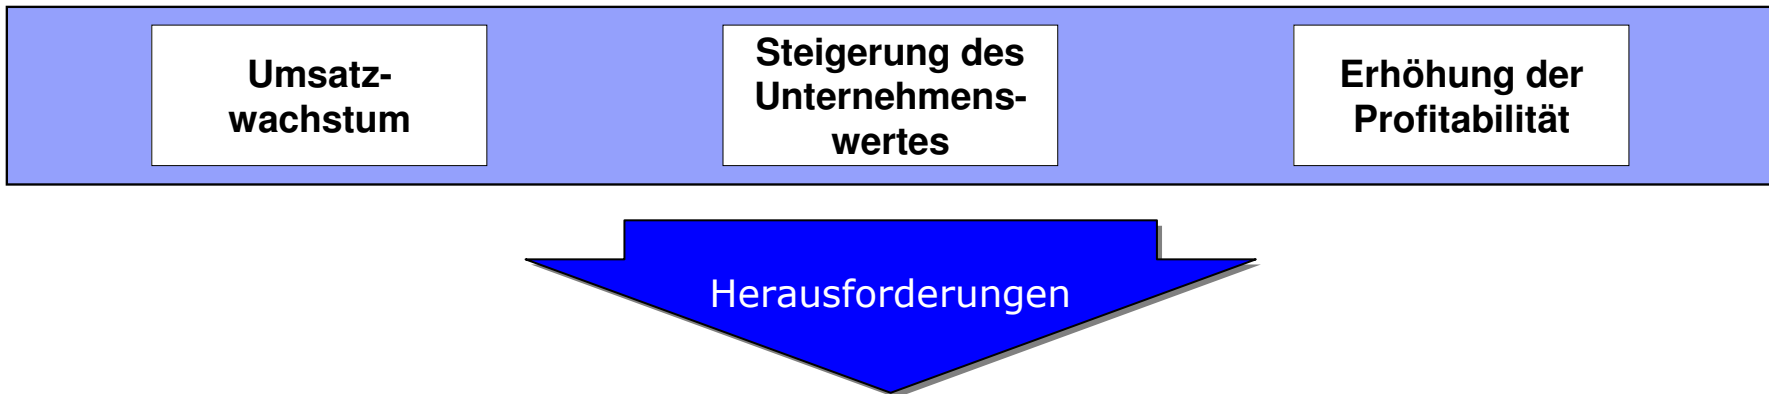 Umsatz-
wachstum
Steigerung des
Unternehmens-
wertes
Erhöhung der
Profitabilität
Herausforderungen